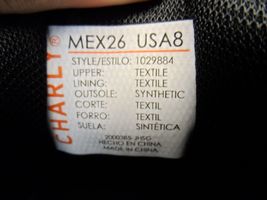 CHARLY®
MEX26 USA8
STYLE/ESTILO: 1029884
UPPER: TEXTILE
LINING: TEXTILE
OUTSOLE: SYNTHETIC
CORTE: TEXTIL
FORRO: TEXTIL
SUELA: SINTÉTICA
HECHO EN CHINA
MADE IN CHINA